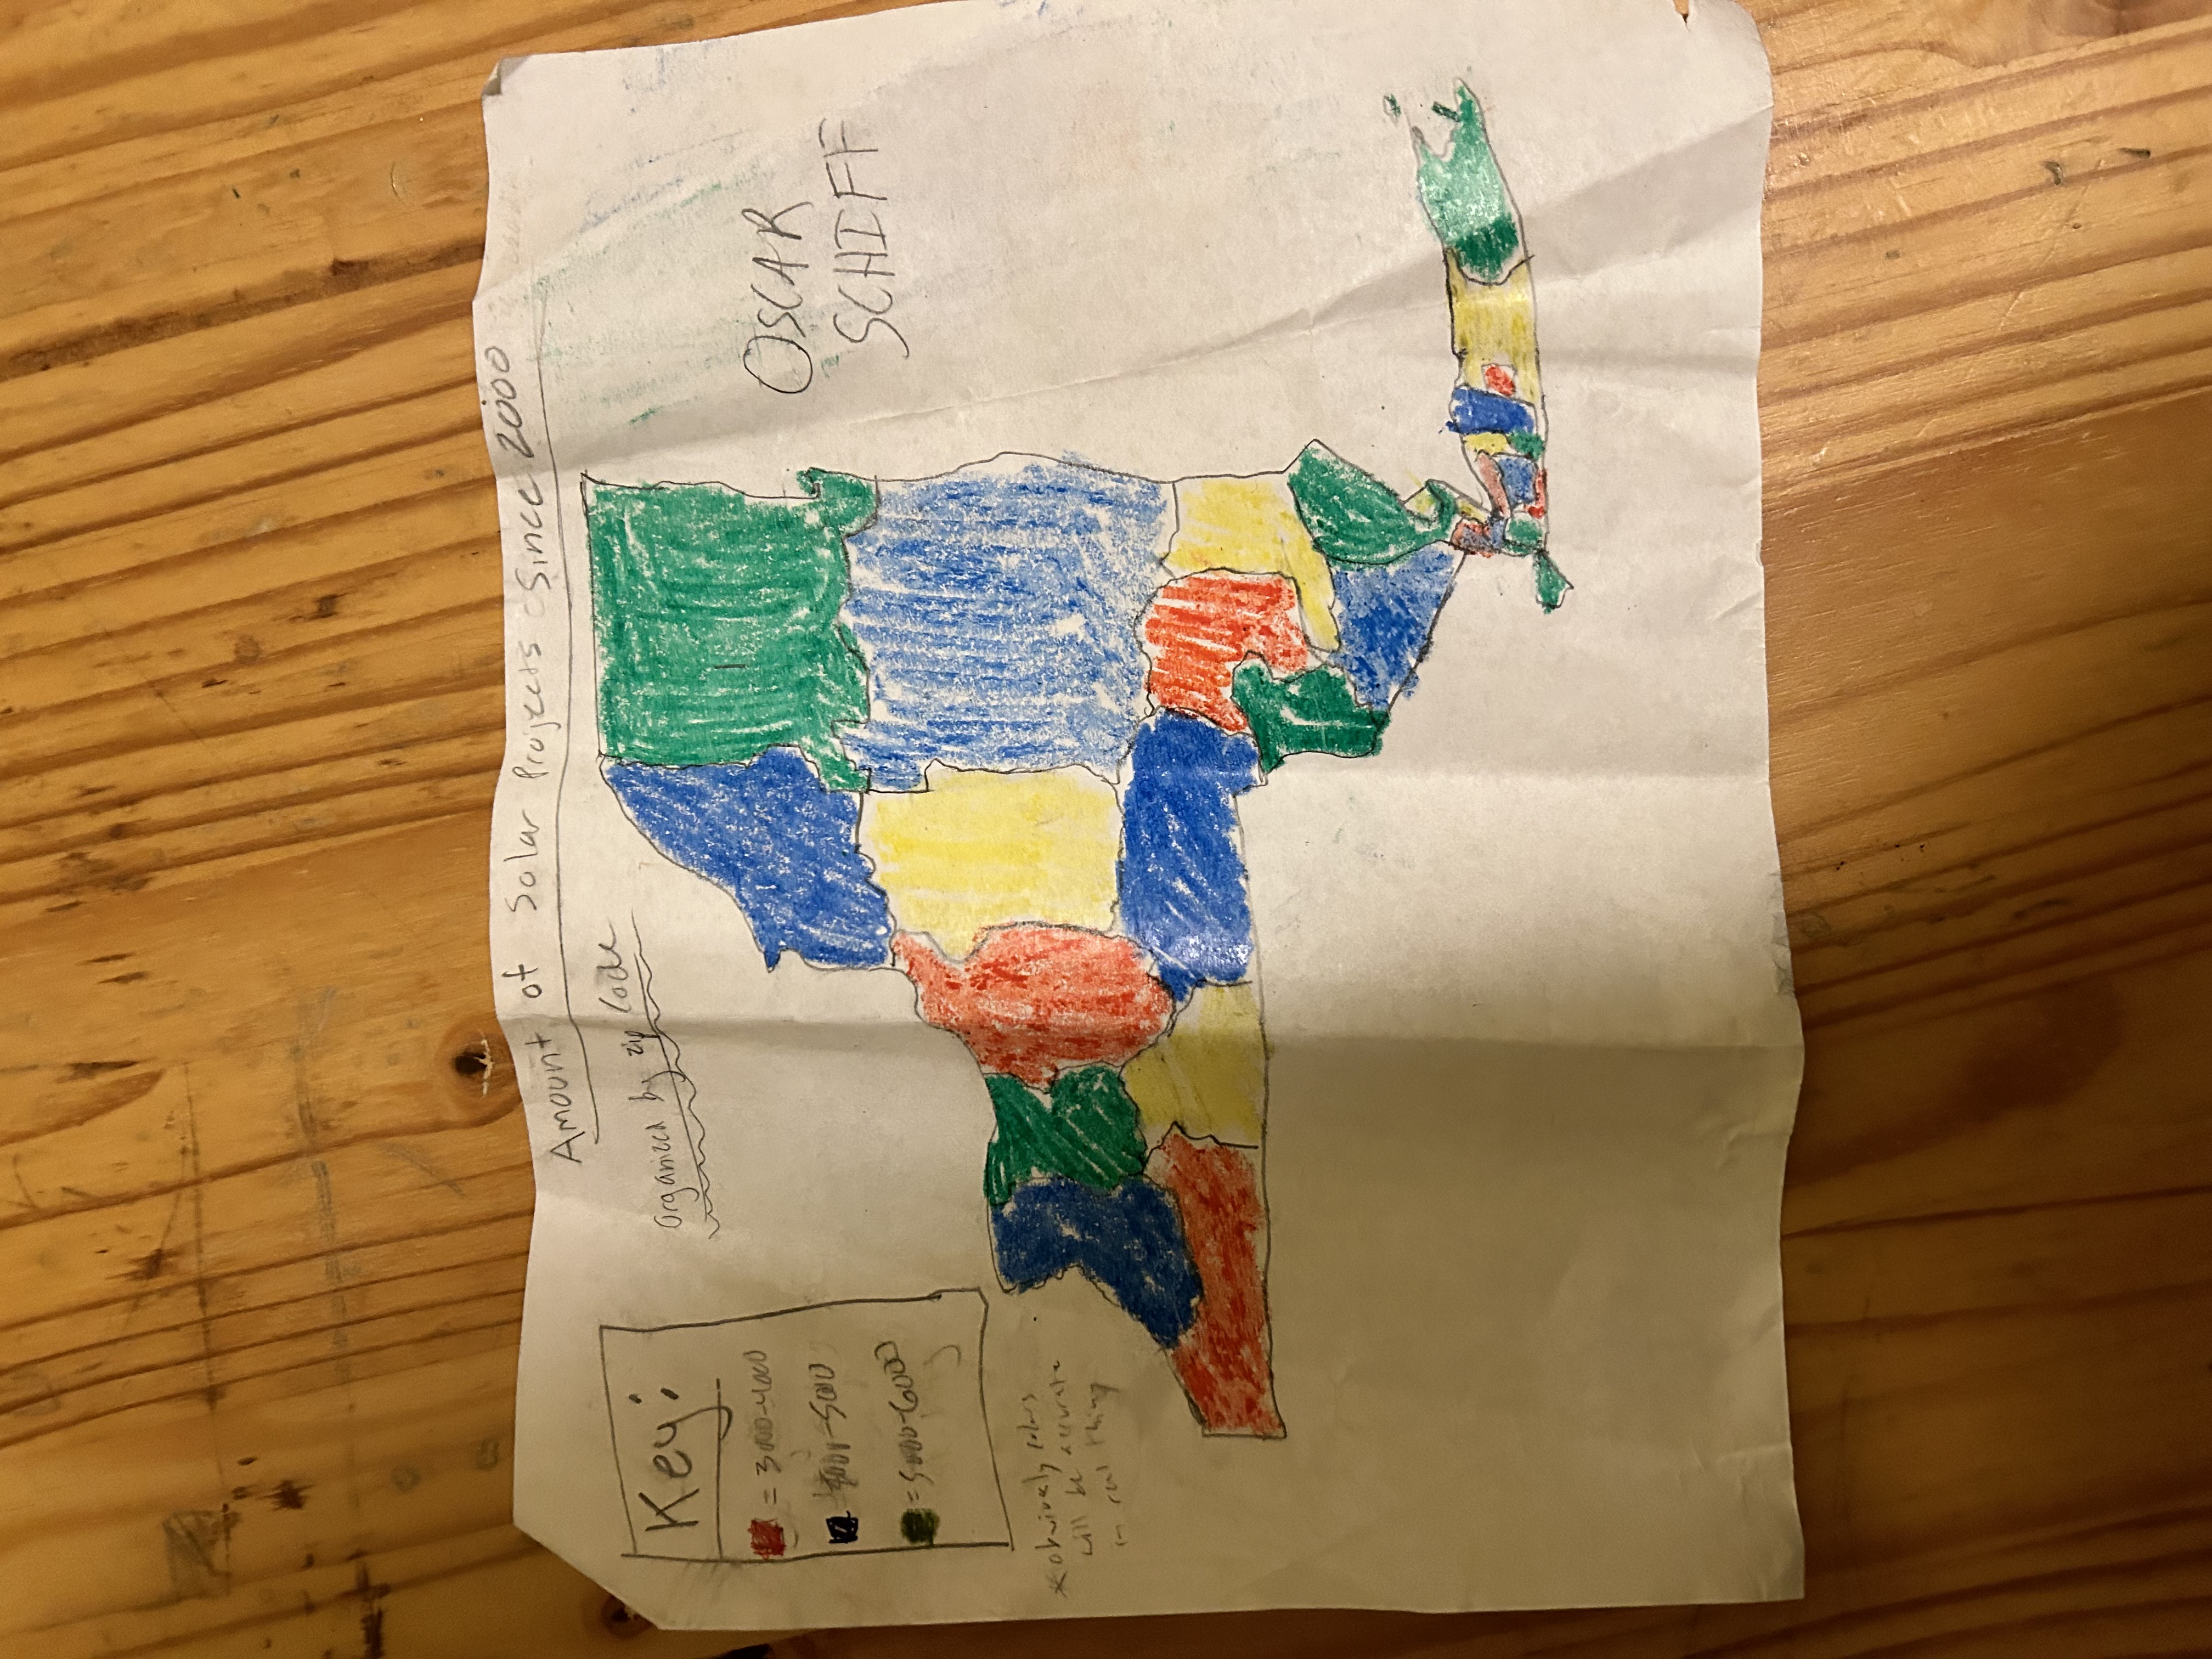 Amount of Solar Projects Since 2000
Organized by zip Code
Key:
= 3000-4000
4001-5000
= 5000-6000
* obviously colors
will be accurate
in real thing
OSCAR
SCHIFF